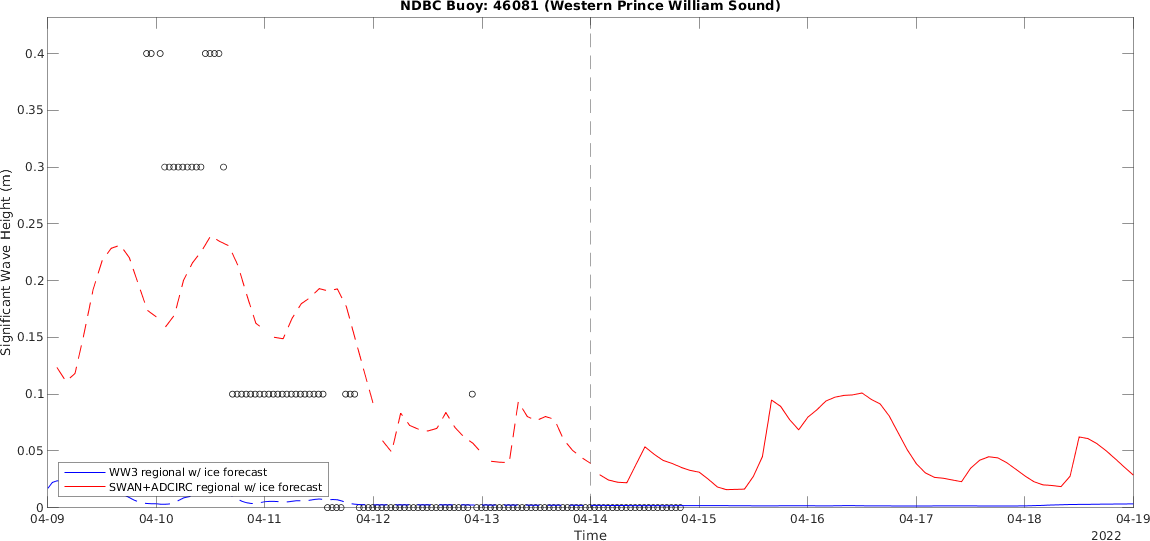 NDBC Buoy: 46081 (Western Prince William Sound)
Significant Wave Height (m)
0.4
0.35
0.3
0.25
0.2
0.15
0.1
0.05
0
WW3 regional w/ ice forecast
SWAN+ADCIRC regional w/ ice forecast
04-09 04-10 04-11 04-12 04-13 04-14 04-15 04-16 04-17 04-18 04-19
Time
2022